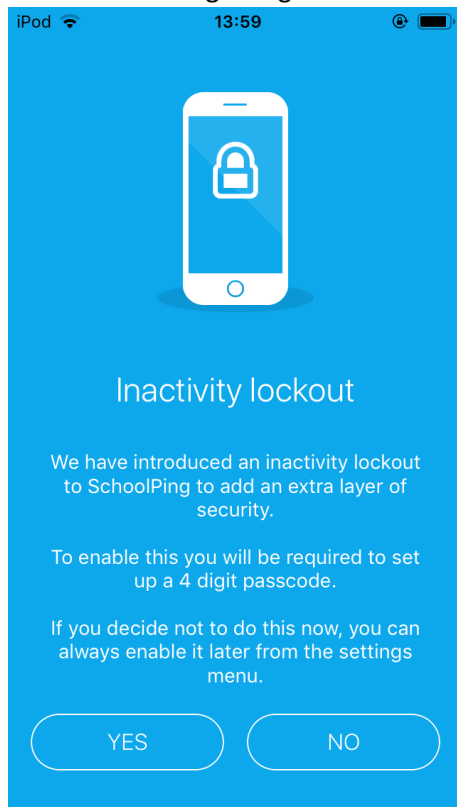 iPod 13:59
Inactivity lockout
We have introduced an inactivity lockout
to SchoolPing to add an extra layer of
security.
To enable this you will be required to set
up a 4 digit passcode.
If you decide not to do this now, you can
always enable it later from the settings
menu.
YES NO